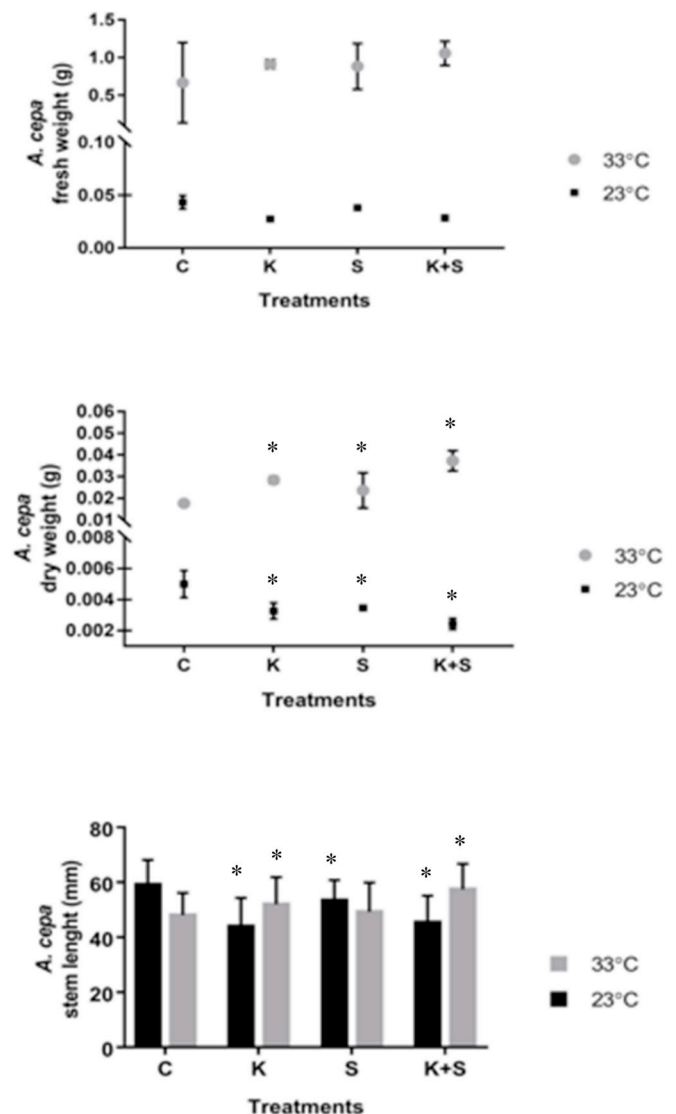 1.5
1.0
0.5
0.10
0.05
0.00
A. cepa
fresh weight (g)
C K S K+S
Treatments
33°C
23°C
0.06
0.05
0.04
0.03
0.02
0.01
0.008
0.006
0.004
0.002
A. cepa
dry weight (g)
* * *
* * *
C K S K+S
Treatments
33°C
23°C
80
60
40
20
0
A. cepa
stem lenght (mm)
* * * * *
C K S K+S
Treatments
33°C
23°C